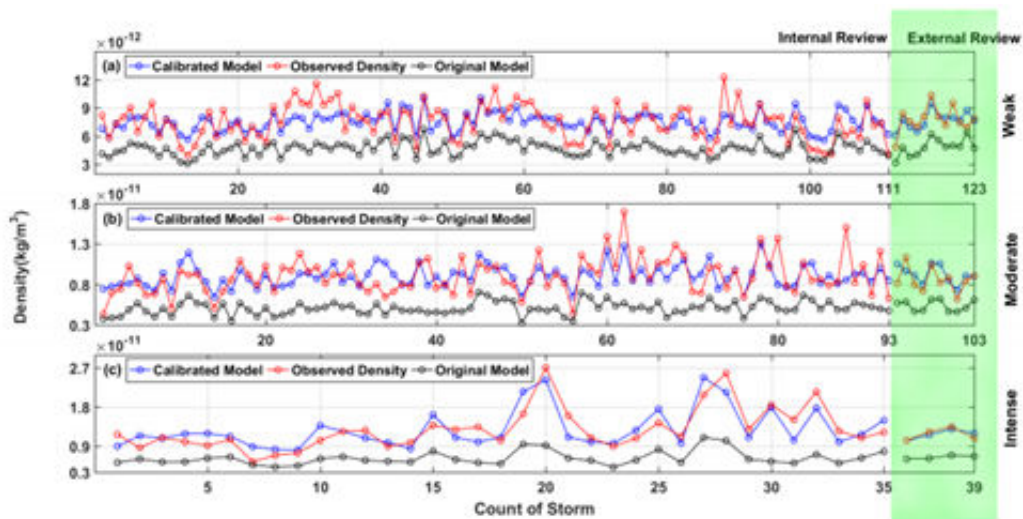 Internal Review External Review
×10⁻¹²
(a) Calibrated Model Observed Density Original Model
12
9
6
3
20 40 60 80 100 111 123
Weak
×10⁻¹¹
1.8
(b) Calibrated Model Observed Density Original Model
1.3
0.8
0.3
20 40 60 80 93 103
Moderate
Density(kg/m³)
×10⁻¹¹
2.7
(c) Calibrated Model Observed Density Original Model
1.8
0.9
0.3
5 10 15 20 25 30 35 39
Intense
Count of Storm